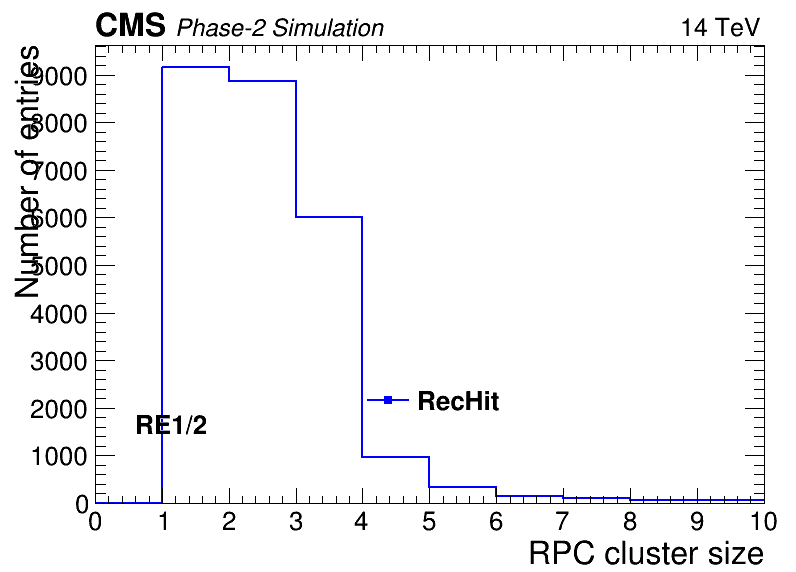 CMS Phase-2 Simulation 14 TeV
Number of entries
9000
8000
7000
6000
5000
4000
3000
2000
1000
0
RecHit
RE1/2
0 1 2 3 4 5 6 7 8 9 10
RPC cluster size